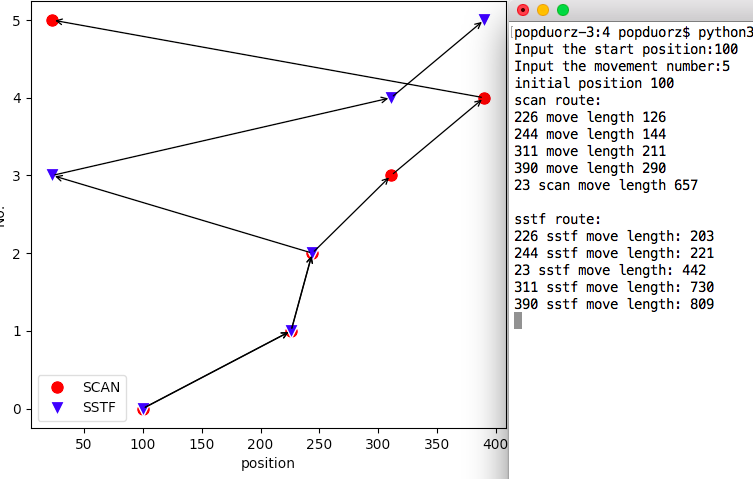 5
4
3
2
1
0
No.
50 100 150 200 250 300 350 400
position
SCAN
SSTF
popduorz-3:4 popduorz$ python3
Input the start position:100
Input the movement number:5
initial position 100
scan route:
226 move length 126
244 move length 144
311 move length 211
390 move length 290
23 scan move length 657
sstf route:
226 sstf move length: 203
244 sstf move length: 221
23 sstf move length: 442
311 sstf move length: 730
390 sstf move length: 809